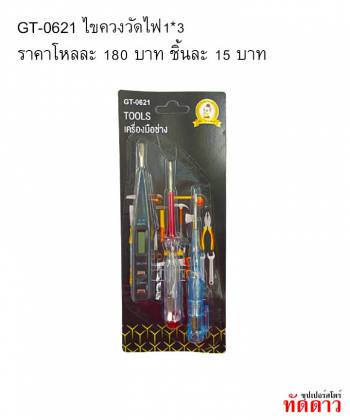 GT-0621 ไขควงวัดไฟ1*3
ราคาโหลละ 180 บาท ชิ้นละ 15 บาท
GT-0621
TOOLS
เครื่องมือช่าง
ซุปเปอร์สโตร์
ทัดดาว